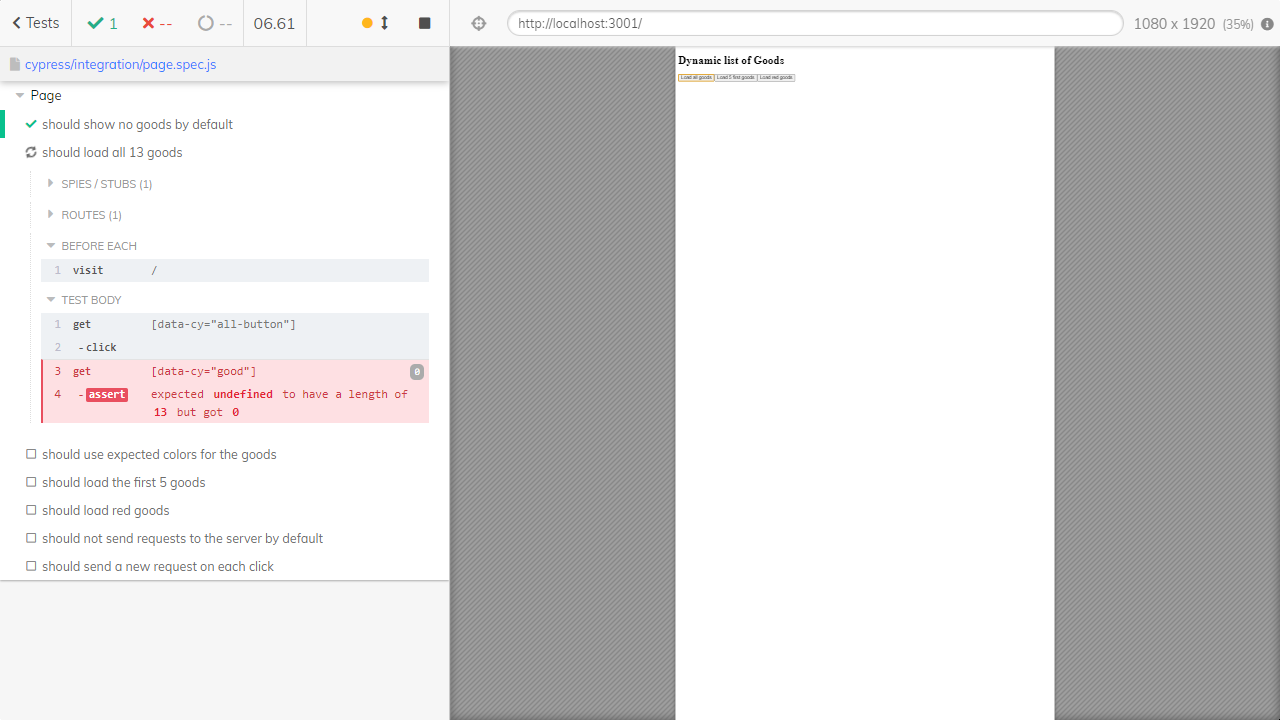 Tests
1
--
--
06.61
http://localhost:3001/
1080 x 1920 (35%)
cypress/integration/page.spec.js
Page
should show no goods by default
should load all 13 goods
SPIES / STUBS (1)
ROUTES (1)
BEFORE EACH
1 visit /
TEST BODY
1 get [data-cy="all-button"]
2 - click
3 get [data-cy="good"] 0
4 - assert expected undefined to have a length of
13 but got 0
should use expected colors for the goods
should load the first 5 goods
should load red goods
should not send requests to the server by default
should send a new request on each click
Dynamic list of Goods
Load all goods Load 5 first goods Load red goods